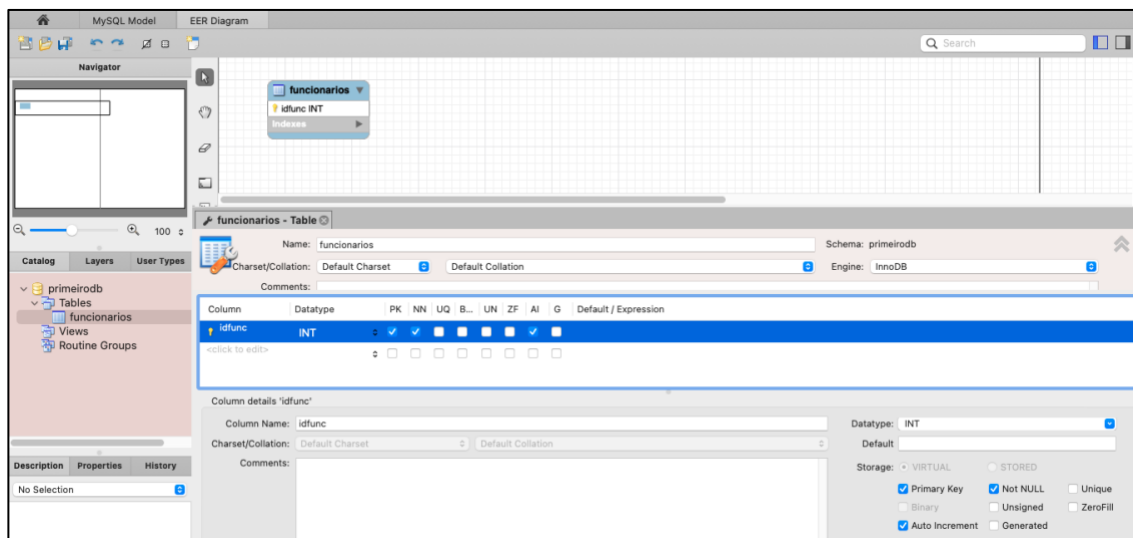 MySQL Model EER Diagram
Search
Navigator
funcionarios
idfunc INT
Indexes
100
funcionarios - Table
Name: funcionarios Schema: primeirodb
Charset/Collation: Default Charset Default Collation Engine: InnoDB
Comments:
Catalog Layers User Types
primeirodb
Tables
funcionarios
Views
Routine Groups
Column Datatype PK NN UQ B... UN ZF AI G Default / Expression
idfunc INT
<click to edit>
Column details 'idfunc'
Column Name: idfunc Datatype: INT
Charset/Collation: Default Charset Default Collation Default
Comments: Storage: VIRTUAL STORED
Primary Key Not NULL Unique
Binary Unsigned ZeroFill
Auto Increment Generated
Description Properties History
No Selection